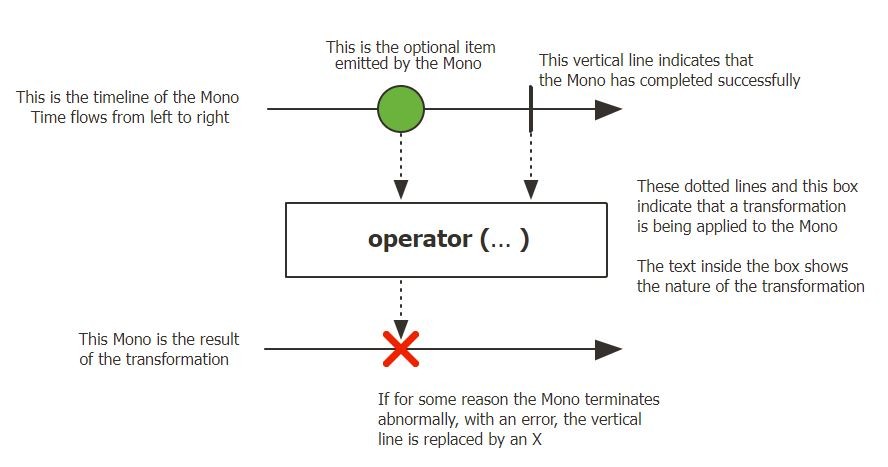 This is the optional item
emitted by the Mono
This vertical line indicates that
the Mono has completed successfully
This is the timeline of the Mono
Time flows from left to right
These dotted lines and this box
indicate that a transformation
is being applied to the Mono
The text inside the box shows
the nature of the transformation
operator (... )
This Mono is the result
of the transformation
If for some reason the Mono terminates
abnormally, with an error, the vertical
line is replaced by an X